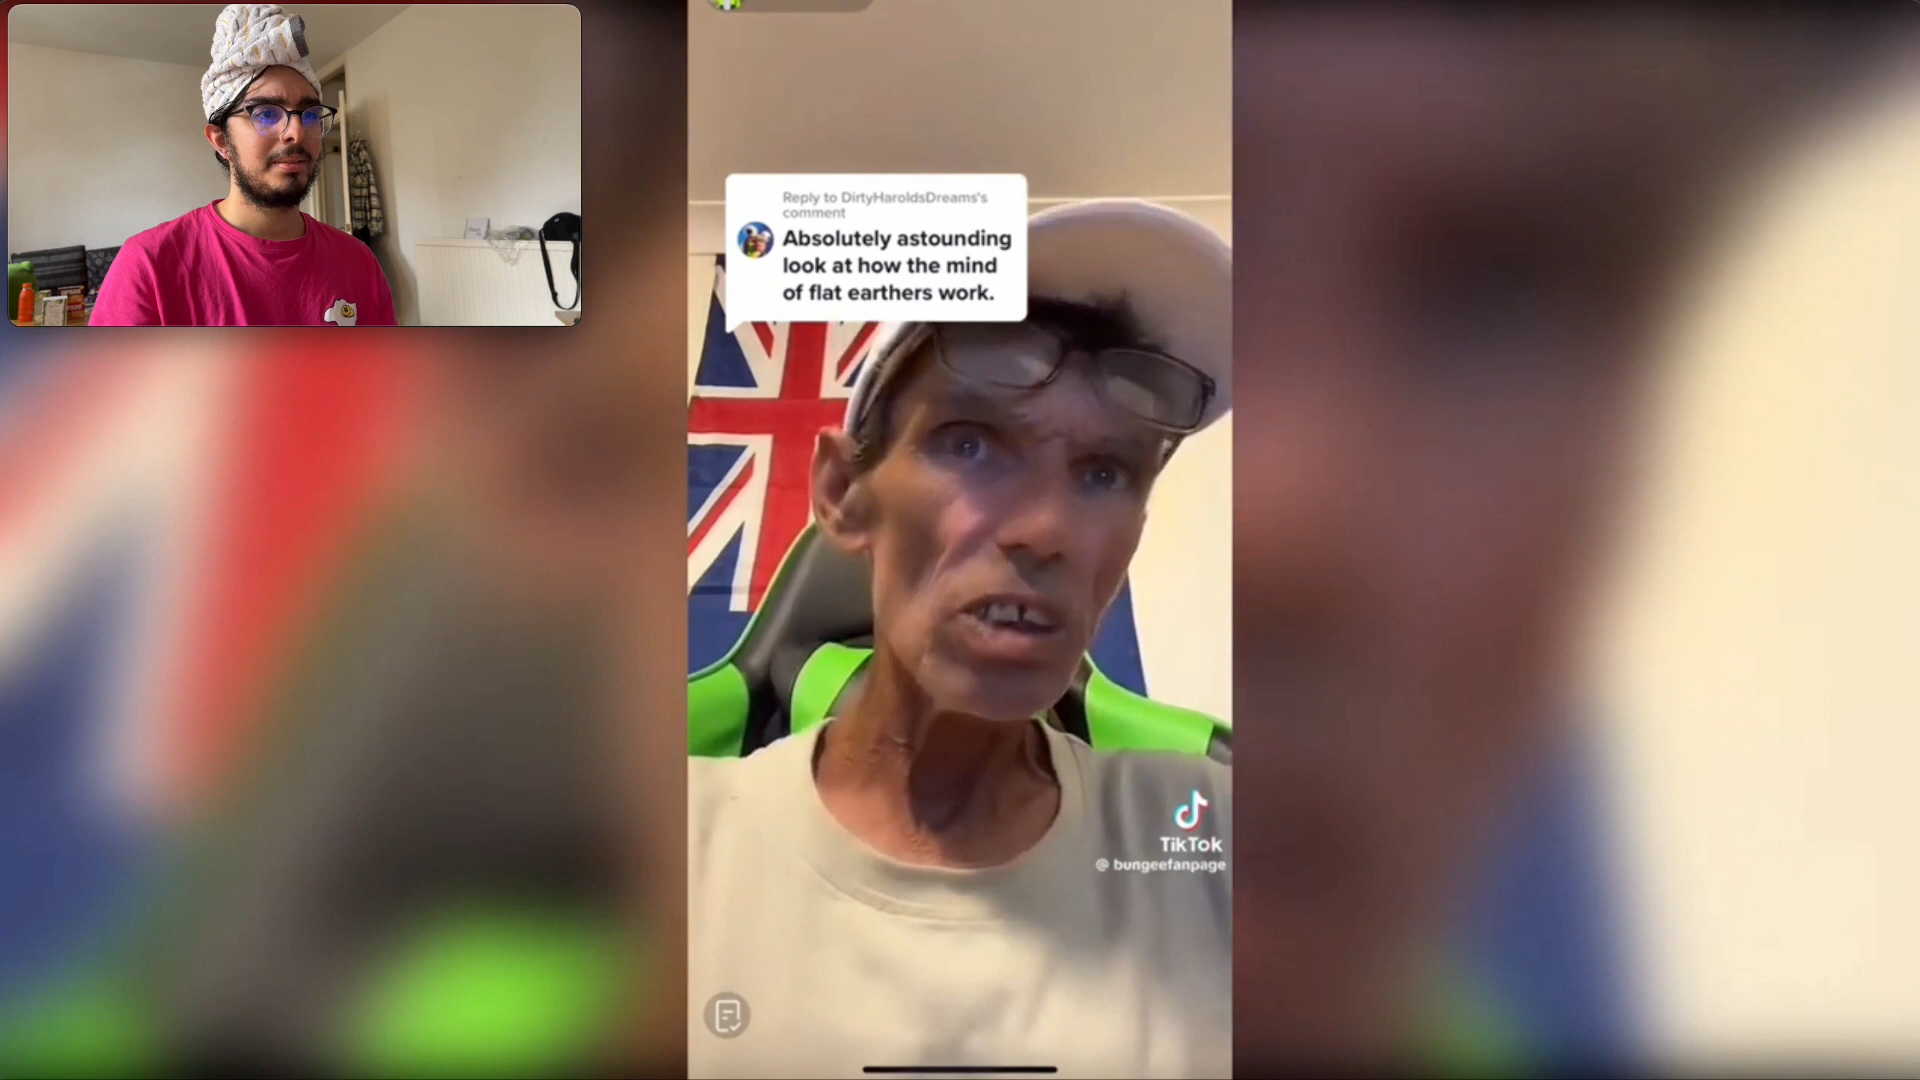 Reply to DirtyHaroldsDreams's
comment
Absolutely astounding
look at how the mind
of flat earthers work.
TikTok
@ bungeefanpage